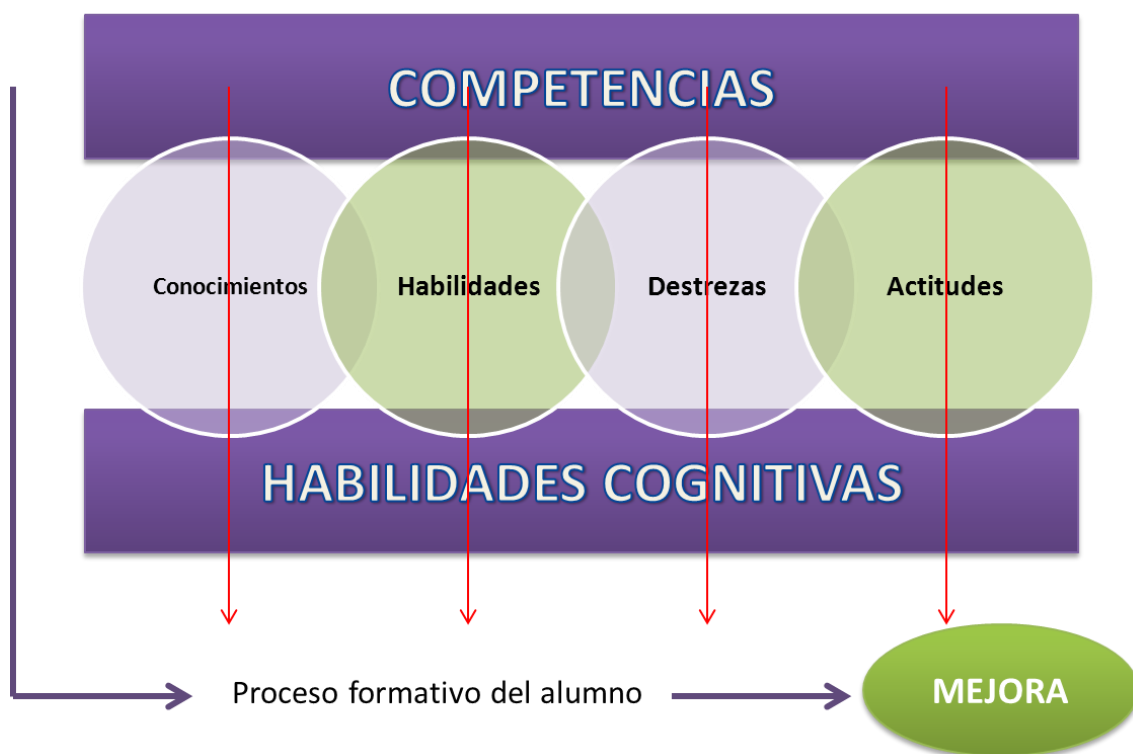 COMPETENCIAS
Conocimientos
Habilidades
Destrezas
Actitudes
HABILIDADES COGNITIVAS
Proceso formativo del alumno
MEJORA